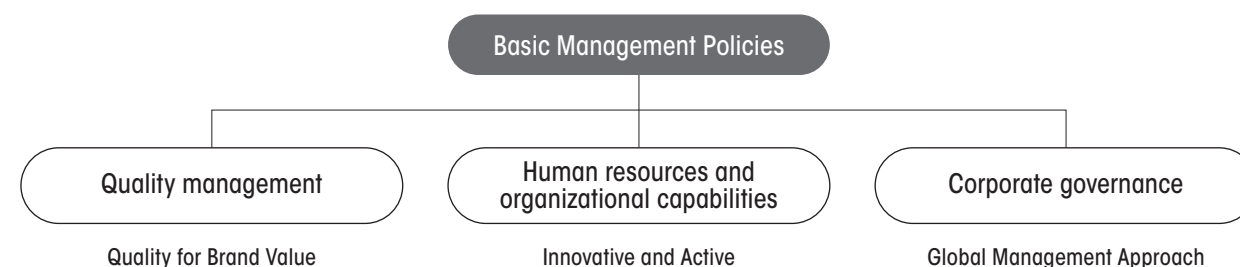 Basic Management Policies
Quality management
Human resources and
organizational capabilities
Corporate governance
Quality for Brand Value
Innovative and Active
Global Management Approach